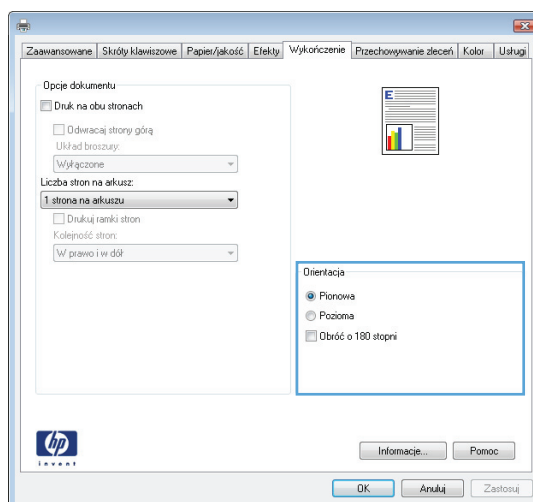 Zaawansowane Skróty klawiszowe Papier/jakość Efekty Wykończenie Przechowywanie zleceń Kolor Usługi
Opcje dokumentu
Druk na obu stronach
Odwracaj strony górą
Układ broszury:
Wyłączone
Liczba stron na arkusz:
1 strona na arkuszu
Drukuj ramki stron
Kolejność stron:
W prawo i w dół
E
Orientacja
Pionowa
Pozioma
Obróć o 180 stopni
hp
invent
Informacje... Pomoc
OK Anuluj Zastosuj